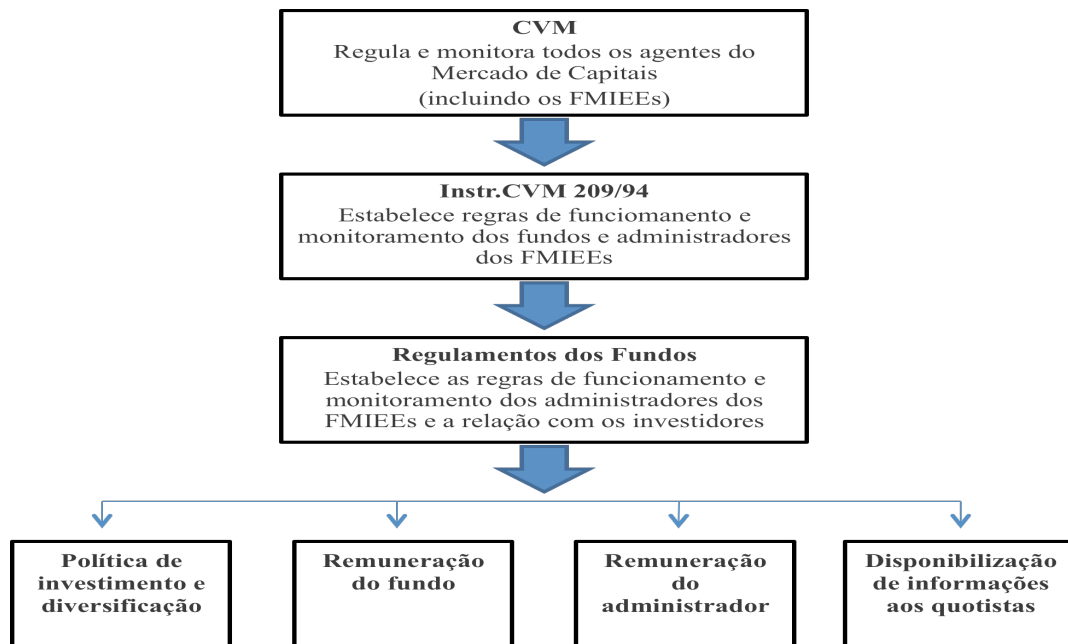 CVM
Regula e monitora todos os agentes do
Mercado de Capitais
(incluindo os FMIEEs)
Instr.CVM 209/94
Estabelece regras de funciomanento e
monitoramento dos fundos e administradores
dos FMIEEs
Regulamentos dos Fundos
Estabelece as regras de funcionamento e
monitoramento dos administradores dos
FMIEEs e a relação com os investidores
Política de
investimento e
diversificação
Remuneração
do fundo
Remuneração
do
administrador
Disponibilização
de informações
aos quotistas